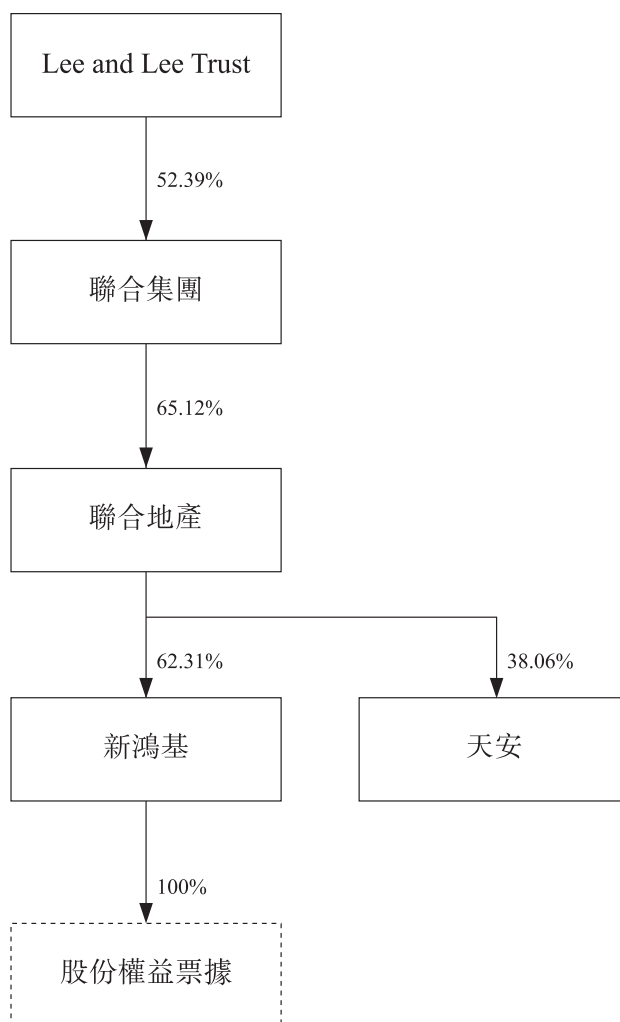 Lee and Lee Trust
52.39%
聯合集團
65.12%
聯合地產
62.31%
38.06%
新鴻基
天安
100%
股份權益票據